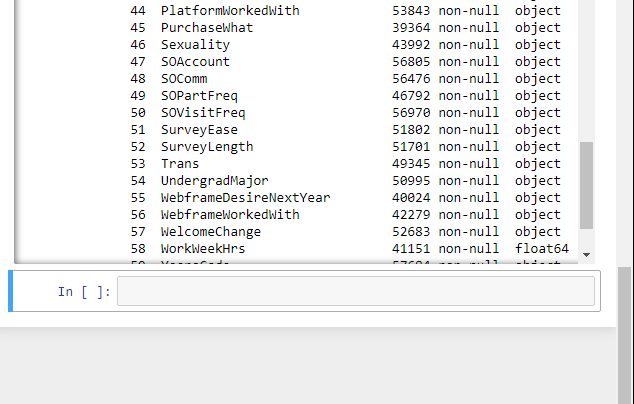 44 PlatformWorkedWith 53843 non-null object
45 PurchaseWhat 39364 non-null object
46 Sexuality 43992 non-null object
47 SOAccount 56805 non-null object
48 SOComm 56476 non-null object
49 SOPartFreq 46792 non-null object
50 SOVisitFreq 56970 non-null object
51 SurveyEase 51802 non-null object
52 SurveyLength 51701 non-null object
53 Trans 49345 non-null object
54 UndergradMajor 50995 non-null object
55 WebframeDesireNextYear 40024 non-null object
56 WebframeWorkedWith 42279 non-null object
57 WelcomeChange 52683 non-null object
58 WorkWeekHrs 41151 non-null float64
In [ ]: